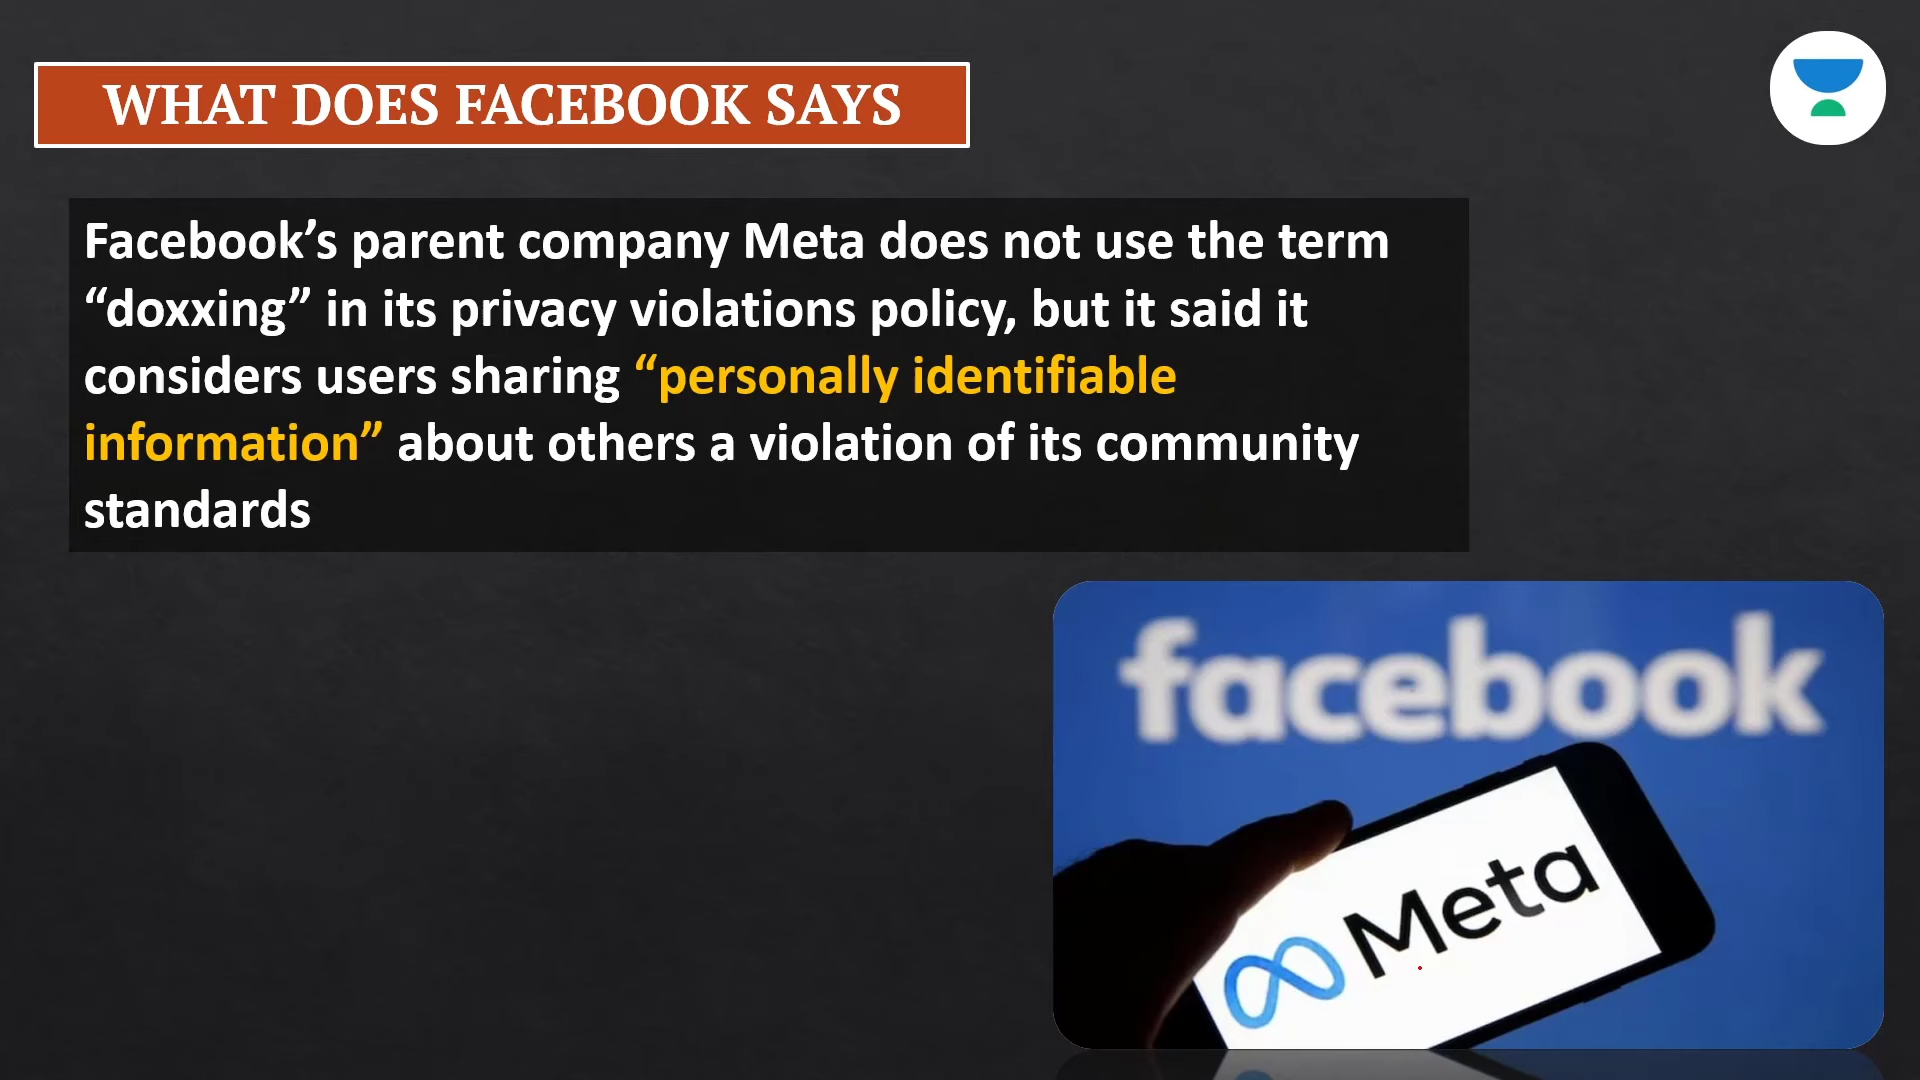 WHAT DOES FACEBOOK SAYS
Facebook’s parent company Meta does not use the term
“doxxing” in its privacy violations policy, but it said it
considers users sharing “personally identifiable
information” about others a violation of its community
standards
facebook
Meta